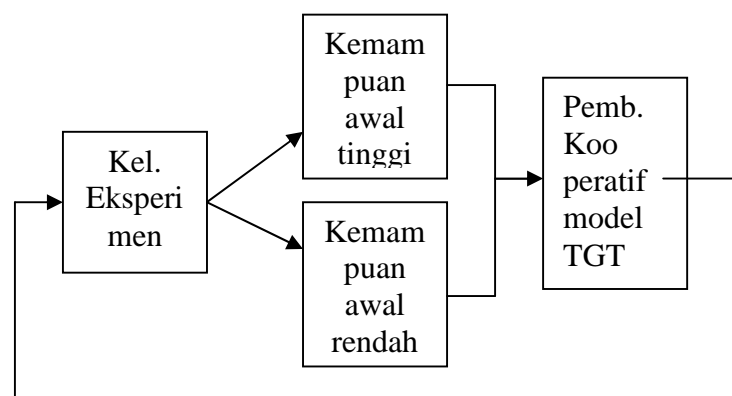 Kel.
Eksperi
men
Kemam
puan
awal
tinggi
Kemam
puan
awal
rendah
Pemb.
Koo
peratif
model
TGT